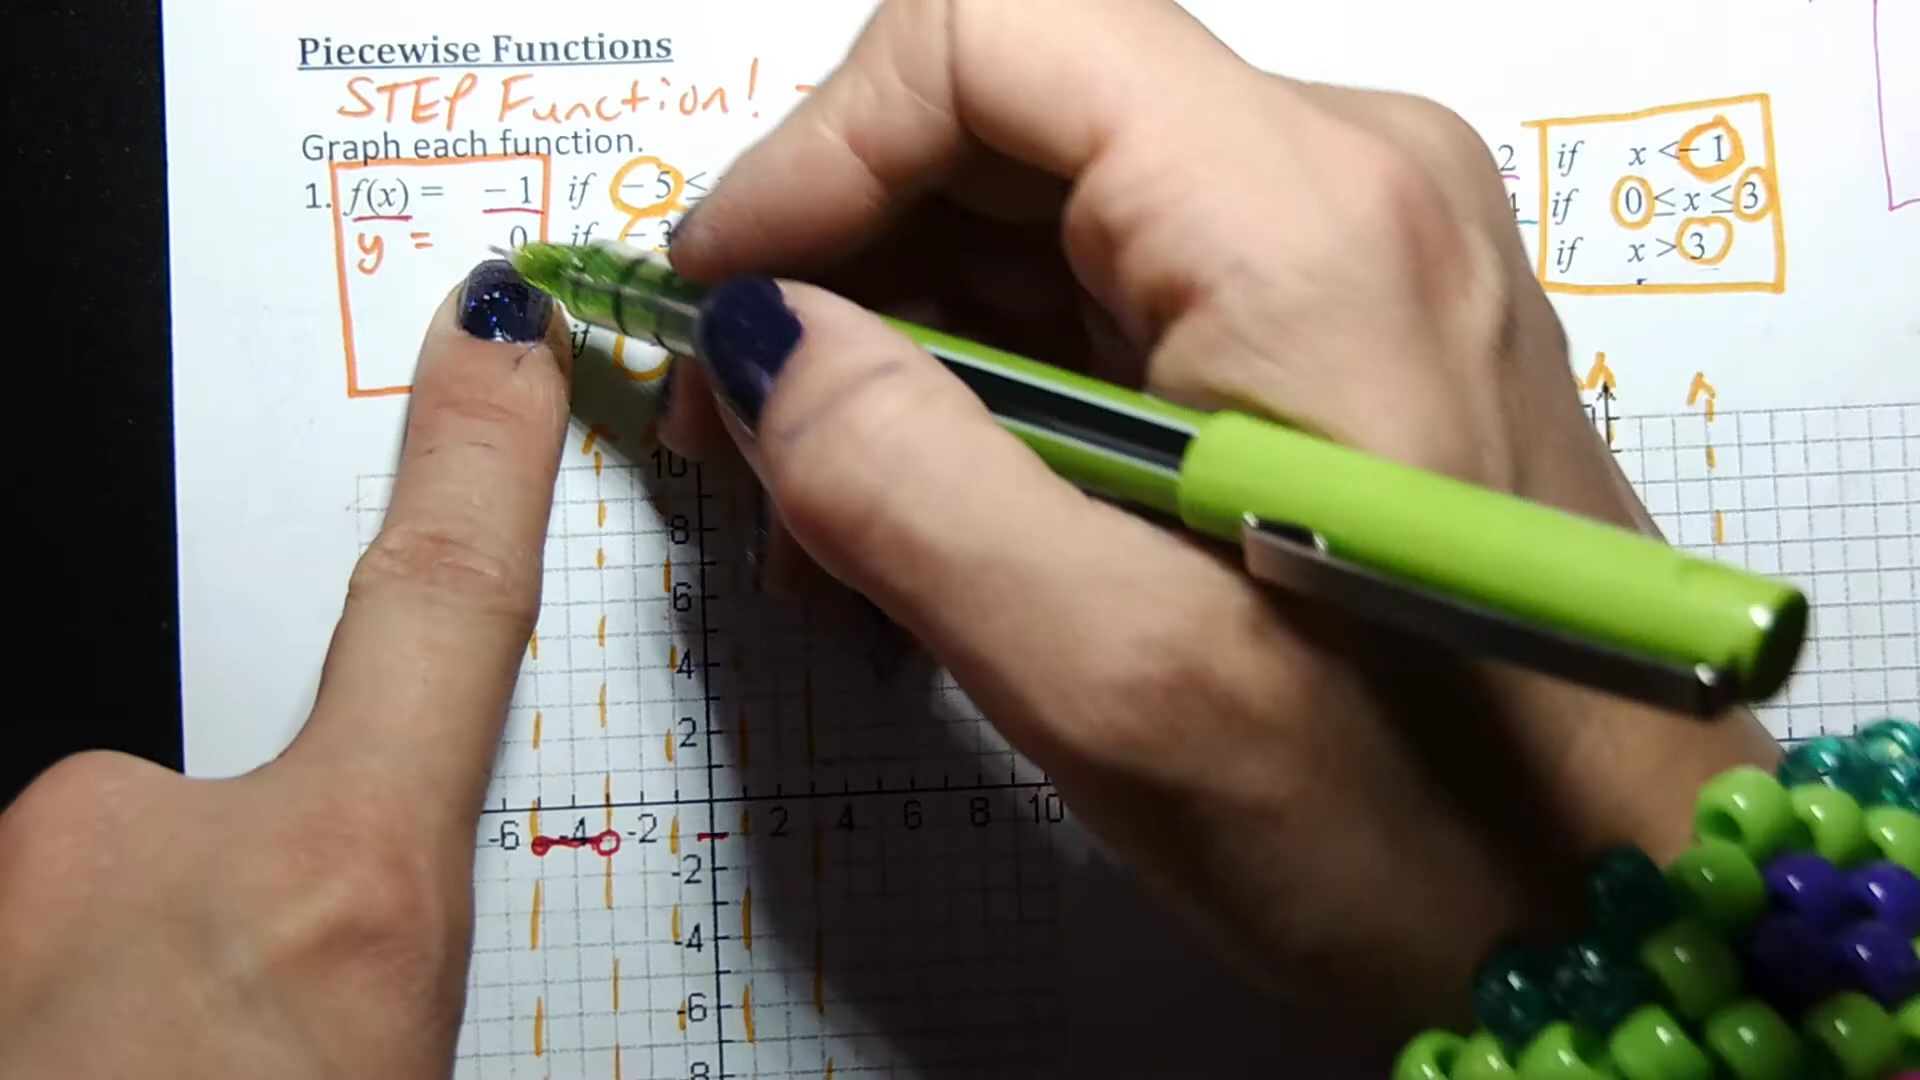 Piecewise Functions
STEP Function!
Graph each function.
1. f(x) = -1 if -5 ≤
y = 0 if -3
if
2 if x < -1
4 if 0 ≤ x ≤ 3
if x > 3
10
8
6
4
2
-6 -4 -2 2 4 6 8 10
-2
-4
-6
8